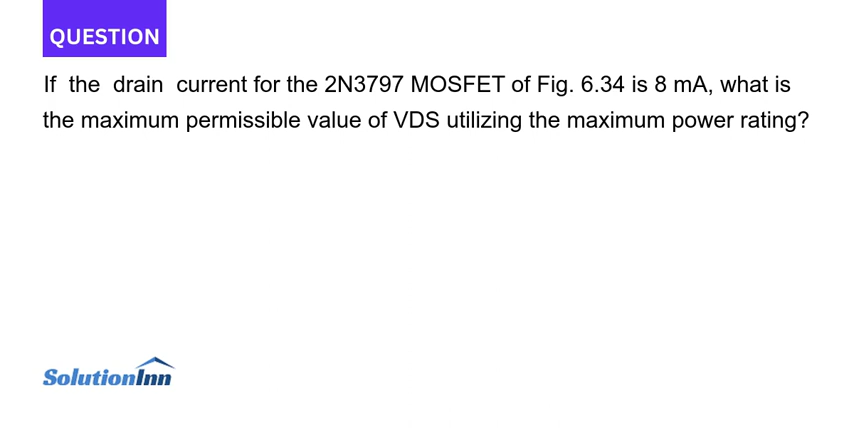 QUESTION
If the drain current for the 2N3797 MOSFET of Fig. 6.34 is 8 mA, what is
the maximum permissible value of VDS utilizing the maximum power rating?
SolutionInn